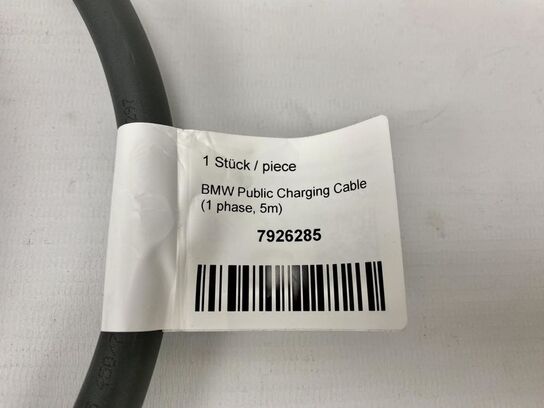 1 Stück / piece
BMW Public Charging Cable
(1 phase, 5m)
7926285